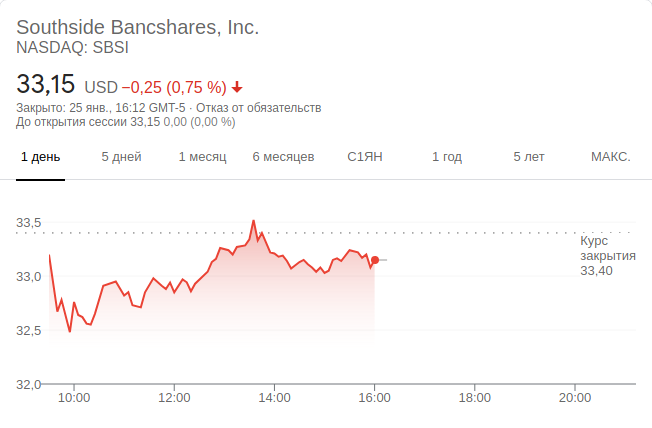 Southside Bancshares, Inc.
NASDAQ: SBSI
33,15 USD −0,25 (0,75 %)
Закрыто: 25 янв., 16:12 GMT-5 · Отказ от обязательств
До открытия сессии 33,15 0,00 (0,00 %)
1 день 5 дней 1 месяц 6 месяцев С1ЯН 1 год 5 лет МАКС.
33,5
Курс
закрытия
33,40
33,0
32,5
32,0
10:00 12:00 14:00 16:00 18:00 20:00